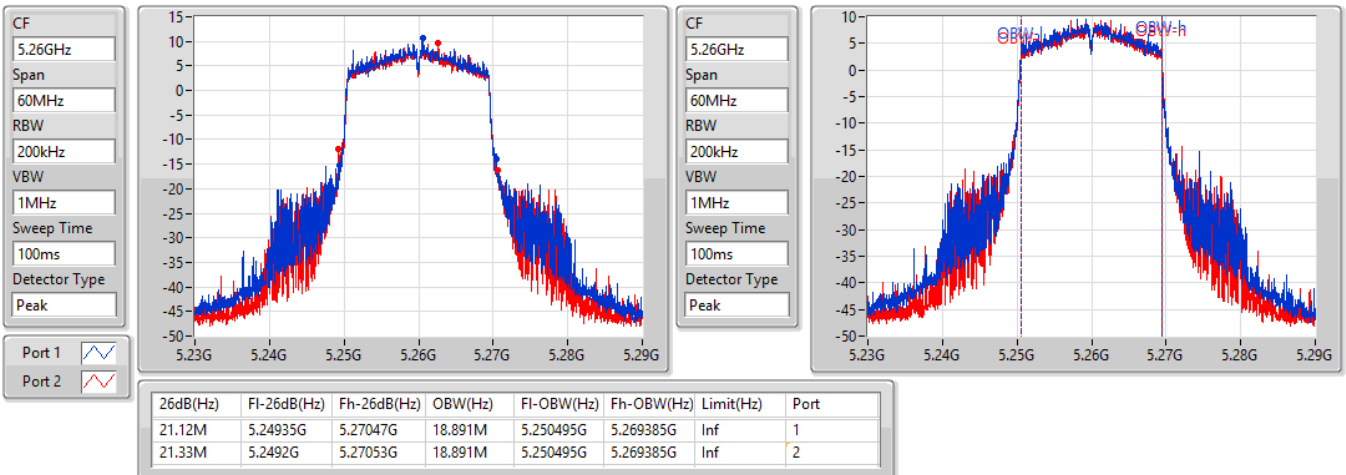 CF
5.26GHz
Span
60MHz
RBW
200kHz
VBW
1MHz
Sweep Time
100ms
Detector Type
Peak
15
10
5
0
-5
-10
-15
-20
-25
-30
-35
-40
-45
-50
5.23G 5.24G 5.25G 5.26G 5.27G 5.28G 5.29G
CF
5.26GHz
Span
60MHz
RBW
200kHz
VBW
1MHz
Sweep Time
100ms
Detector Type
Peak
10
5
0
-5
-10
-15
-20
-25
-30
-35
-40
-45
-50
OBW-l OBW-h
OBW-l OBW-h
5.23G 5.24G 5.25G 5.26G 5.27G 5.28G 5.29G
Port 1
Port 2
26dB(Hz) Fl-26dB(Hz) Fh-26dB(Hz) OBW(Hz) Fl-OBW(Hz) Fh-OBW(Hz) Limit(Hz) Port
21.12M 5.24935G 5.27047G 18.891M 5.250495G 5.269385G Inf 1
21.33M 5.2492G 5.27053G 18.891M 5.250495G 5.269385G Inf 2